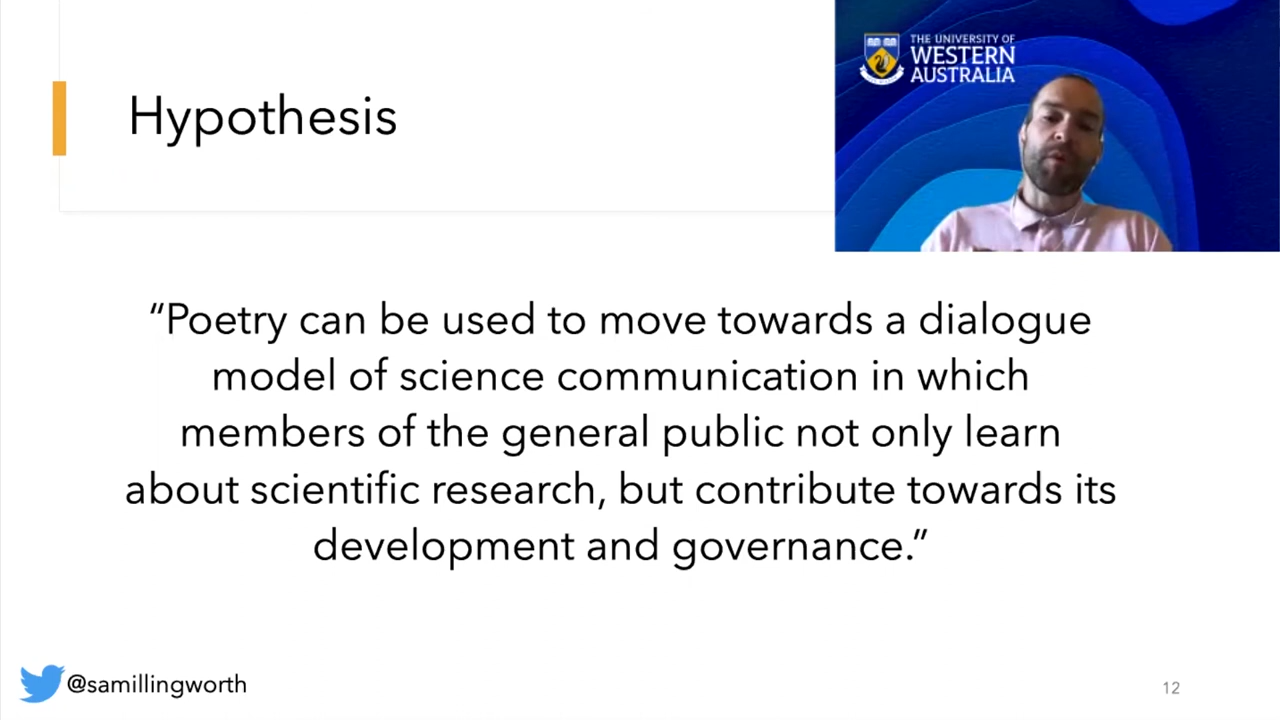 Hypothesis
THE UNIVERSITY OF
WESTERN
AUSTRALIA
“Poetry can be used to move towards a dialogue
model of science communication in which
members of the general public not only learn
about scientific research, but contribute towards its
development and governance.”
@samillingworth
12